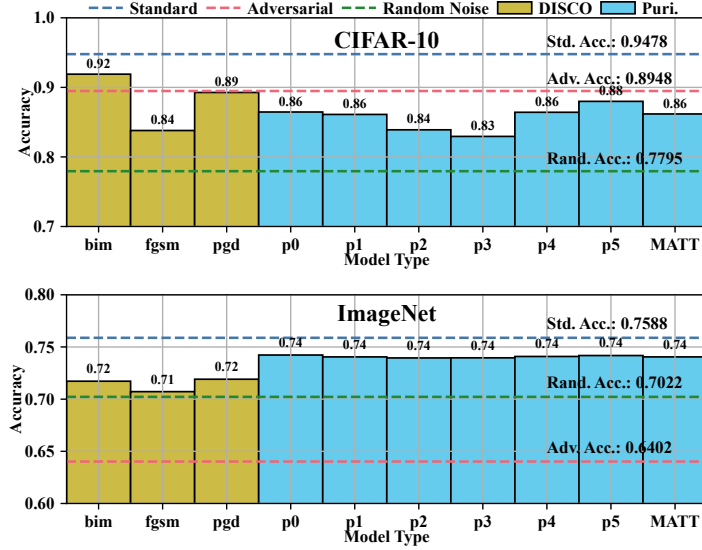 Standard Adversarial Random Noise DISCO Puri.
CIFAR-10
Std. Acc.: 0.9478
Adv. Acc.: 0.8948
Rand. Acc.: 0.7795
0.92 0.84 0.89 0.86 0.86 0.84 0.83 0.86 0.88 0.86
Accuracy
1.0
0.9
0.8
0.7
bim fgsm pgd p0 p1 p2 p3 p4 p5 MATT
Model Type
ImageNet
Std. Acc.: 0.7588
Rand. Acc.: 0.7022
Adv. Acc.: 0.6402
0.72 0.71 0.72 0.74 0.74 0.74 0.74 0.74 0.74 0.74
Accuracy
0.80
0.75
0.70
0.65
0.60
bim fgsm pgd p0 p1 p2 p3 p4 p5 MATT
Model Type